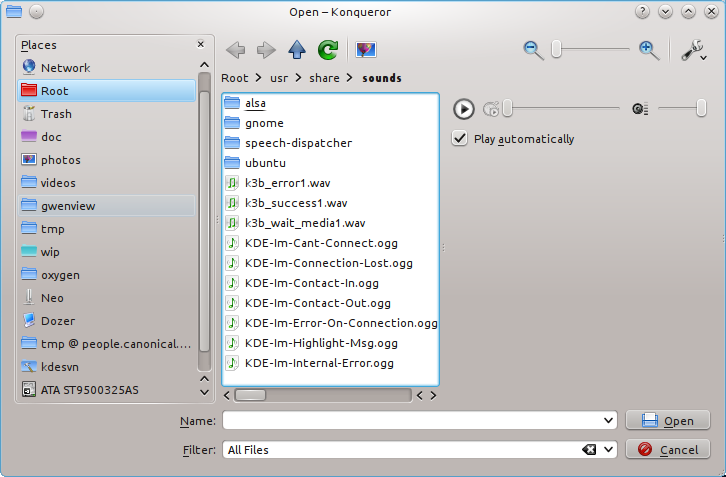 Open – Konqueror
Places
Network
Root
Trash
doc
photos
videos
gwenview
tmp
wip
oxygen
Neo
Dozer
tmp @ people.canonical....
kdesvn
ATA ST9500325AS
Root > usr > share > sounds
alsa
gnome
speech-dispatcher
ubuntu
k3b_error1.wav
k3b_success1.wav
k3b_wait_media1.wav
KDE-Im-Cant-Connect.ogg
KDE-Im-Connection-Lost.ogg
KDE-Im-Contact-In.ogg
KDE-Im-Contact-Out.ogg
KDE-Im-Error-On-Connection.ogg
KDE-Im-Highlight-Msg.ogg
KDE-Im-Internal-Error.ogg
Play automatically
Name:
Open
Filter:
All Files
Cancel